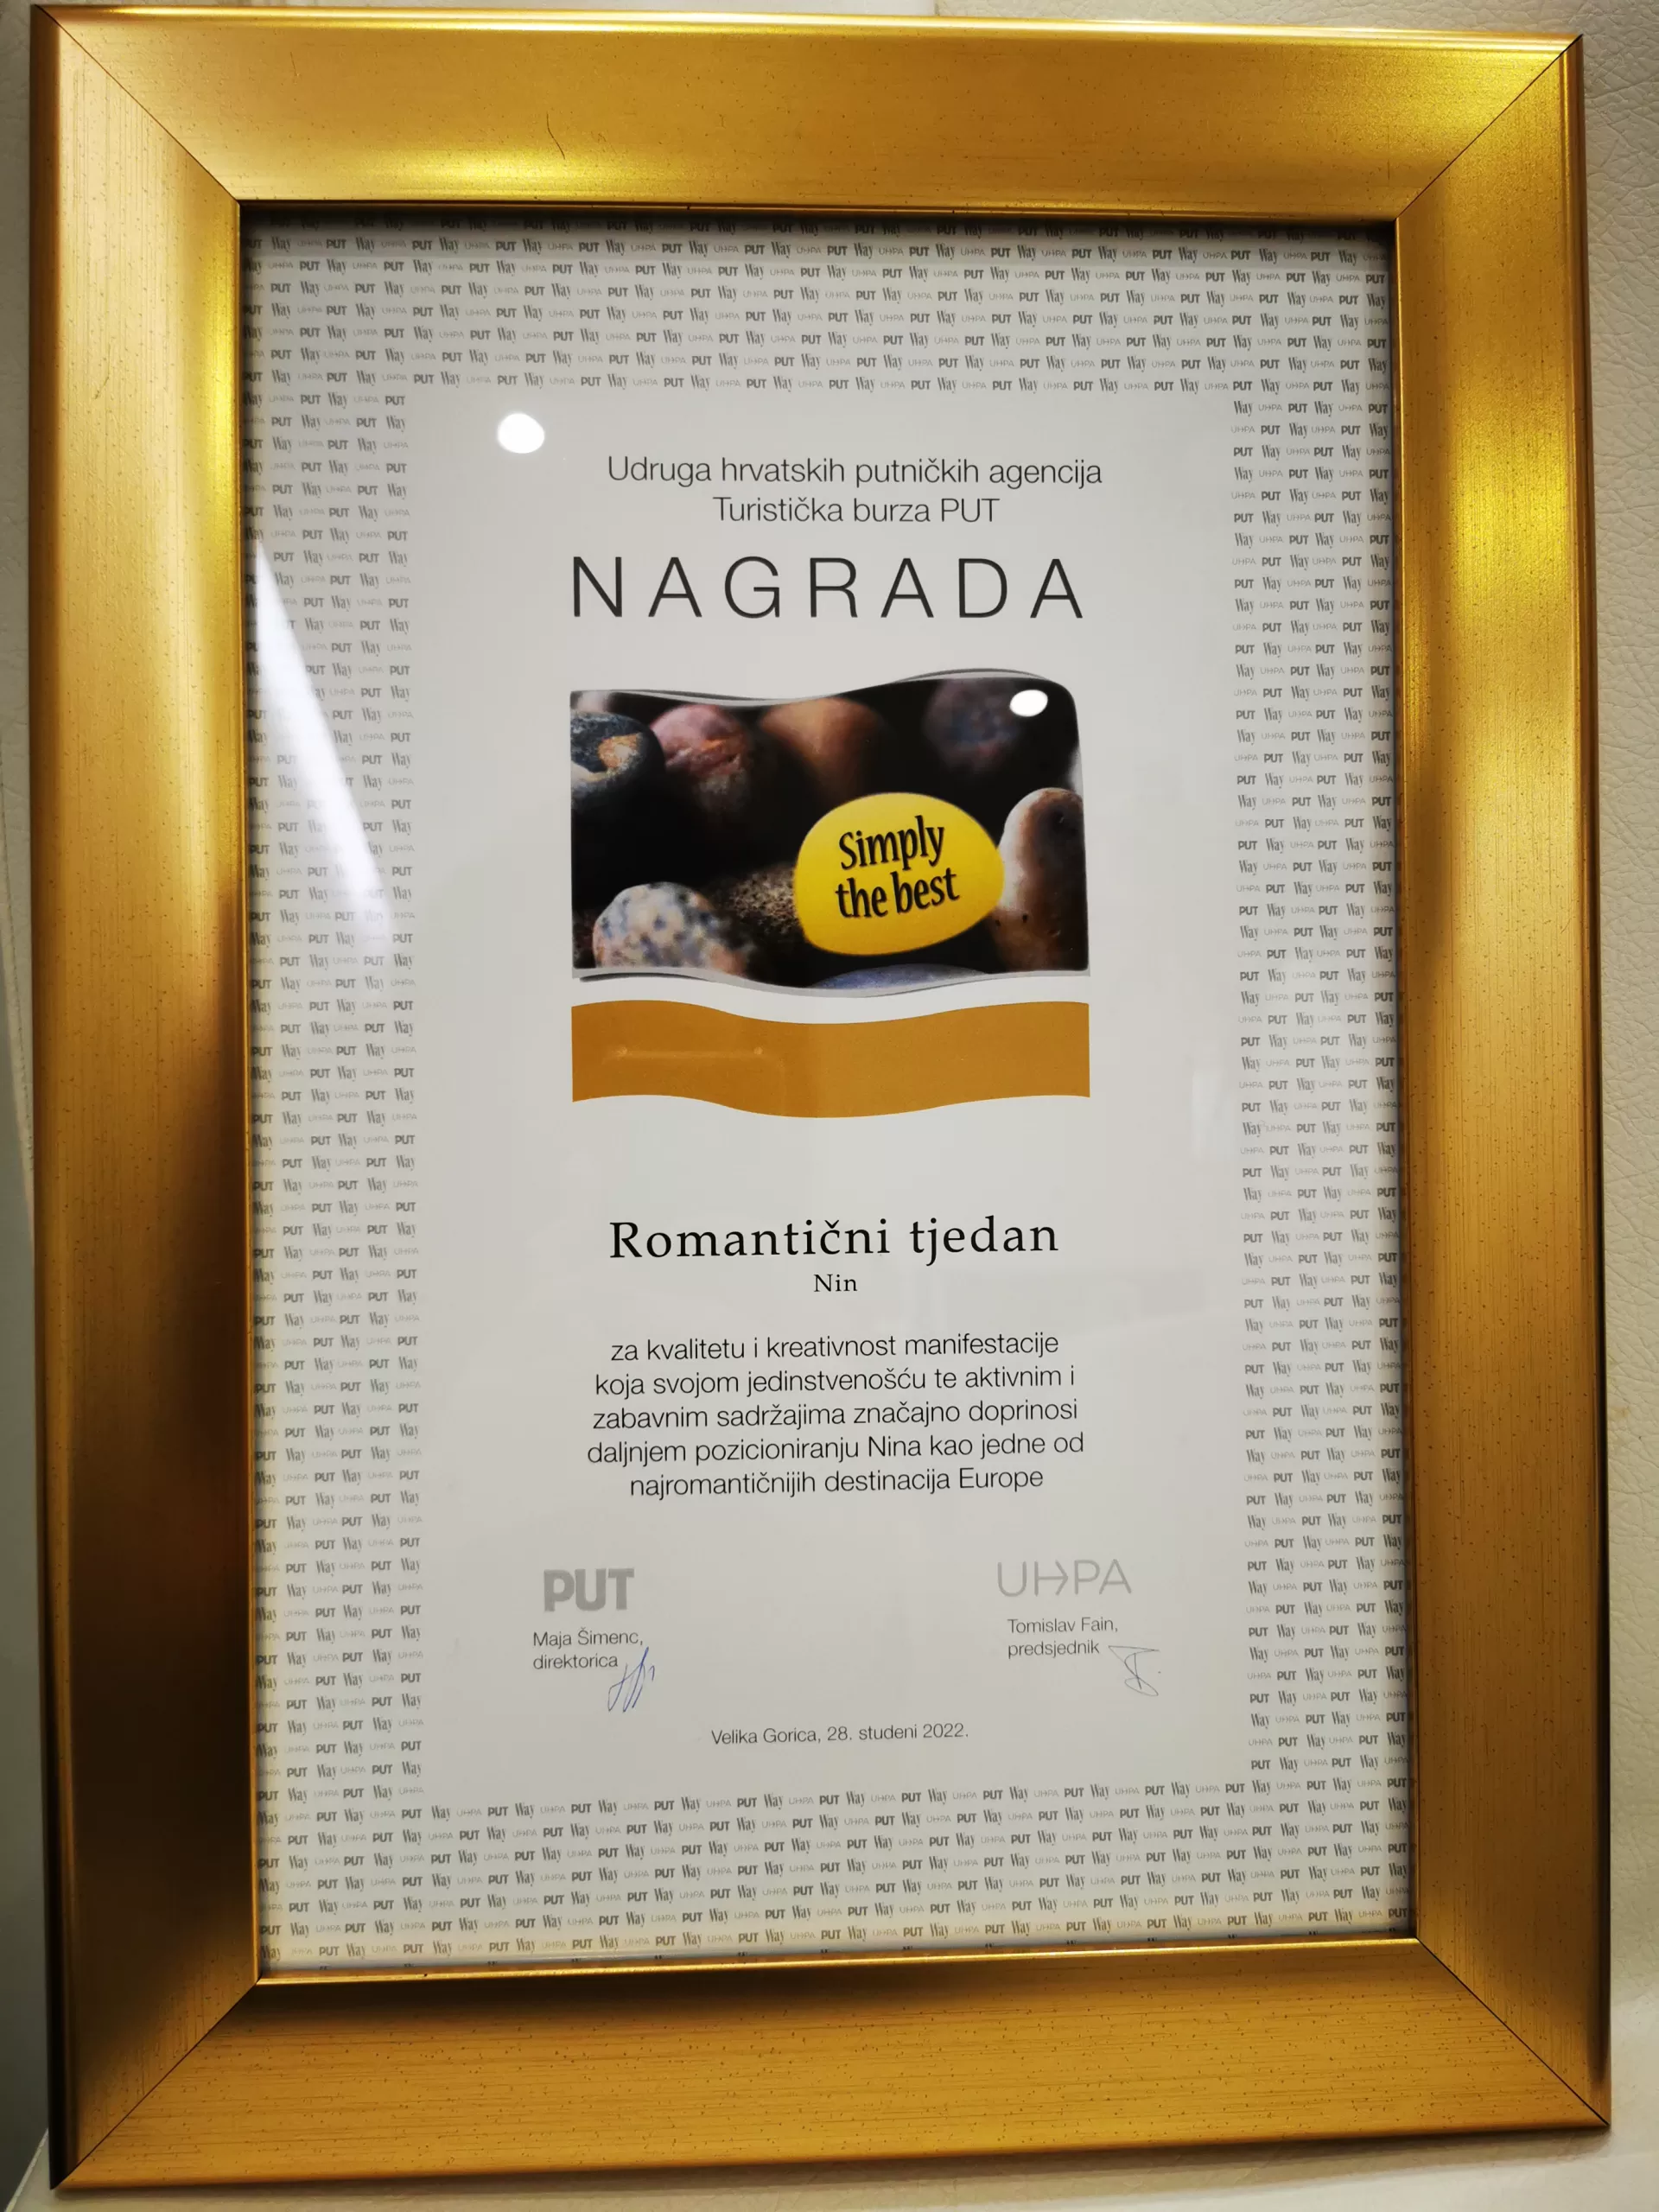 Udruga hrvatskih putničkih agencija
Turistička burza PUT
NAGRADA
Simply
the best
Romantični tjedan
Nin
za kvalitetu i kreativnost manifestacije
koja svojom jedinstvenošću te aktivnim i
zabavnim sadržajima značajno doprinosi
daljnjem pozicioniranju Nina kao jedne od
najromantičnijih destinacija Europe
PUT
Maja Šimenc,
direktorica
UHPA
Tomislav Fain,
predsjednik
Velika Gorica, 28. studeni 2022.